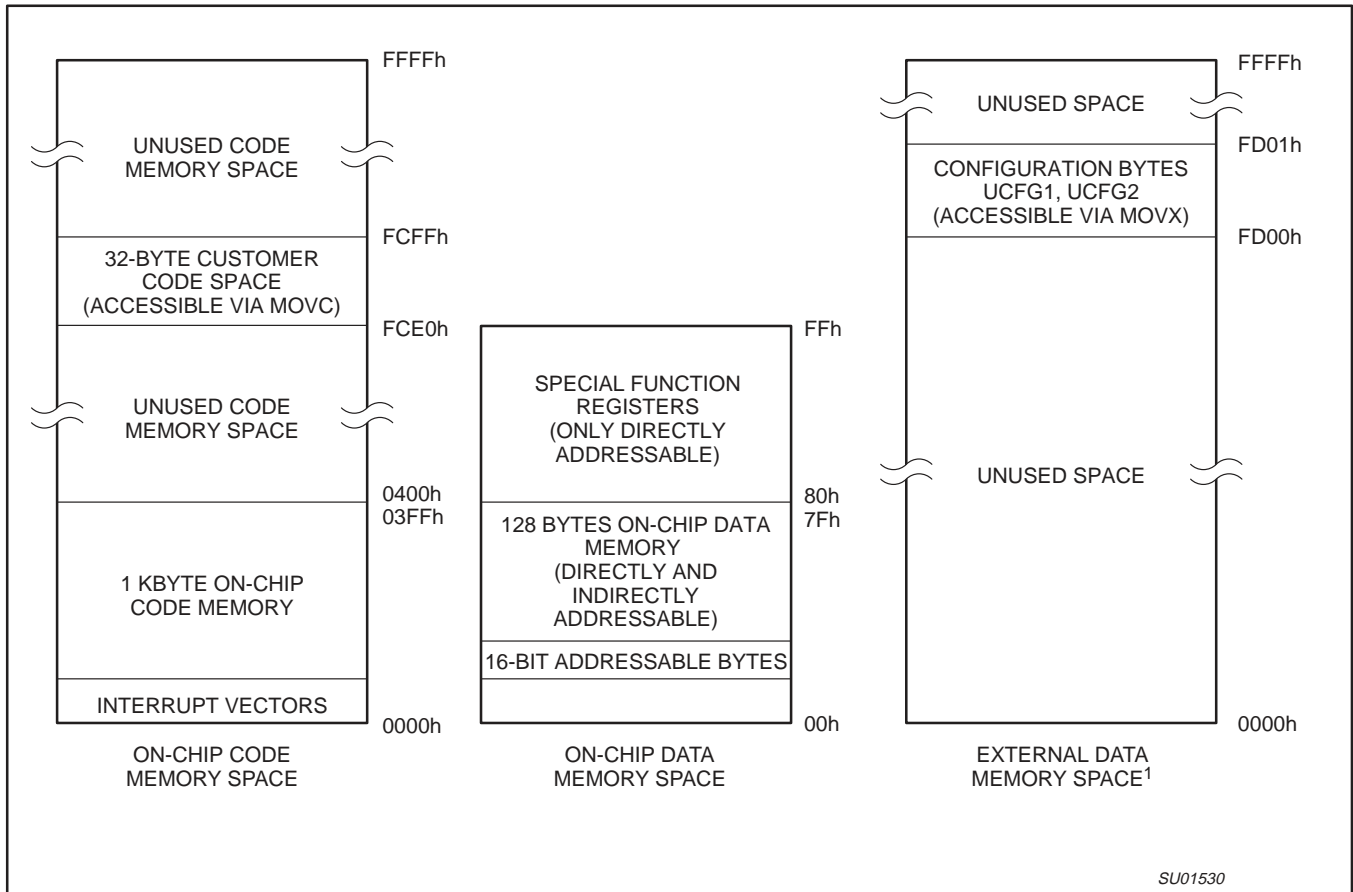 FFFFh
UNUSED CODE
MEMORY SPACE
FCFFh
32-BYTE CUSTOMER
CODE SPACE
(ACCESSIBLE VIA MOVC)
FCE0h
UNUSED CODE
MEMORY SPACE
0400h
03FFh
1 KBYTE ON-CHIP
CODE MEMORY
INTERRUPT VECTORS
0000h
ON-CHIP CODE
MEMORY SPACE
FFh
SPECIAL FUNCTION
REGISTERS
(ONLY DIRECTLY
ADDRESSABLE)
80h
7Fh
128 BYTES ON-CHIP DATA
MEMORY
(DIRECTLY AND
INDIRECTLY
ADDRESSABLE)
16-BIT ADDRESSABLE BYTES
00h
ON-CHIP DATA
MEMORY SPACE
FFFFh
UNUSED SPACE
FD01h
CONFIGURATION BYTES
UCFG1, UCFG2
(ACCESSIBLE VIA MOVX)
FD00h
UNUSED SPACE
0000h
EXTERNAL DATA
MEMORY SPACE1
SU01530